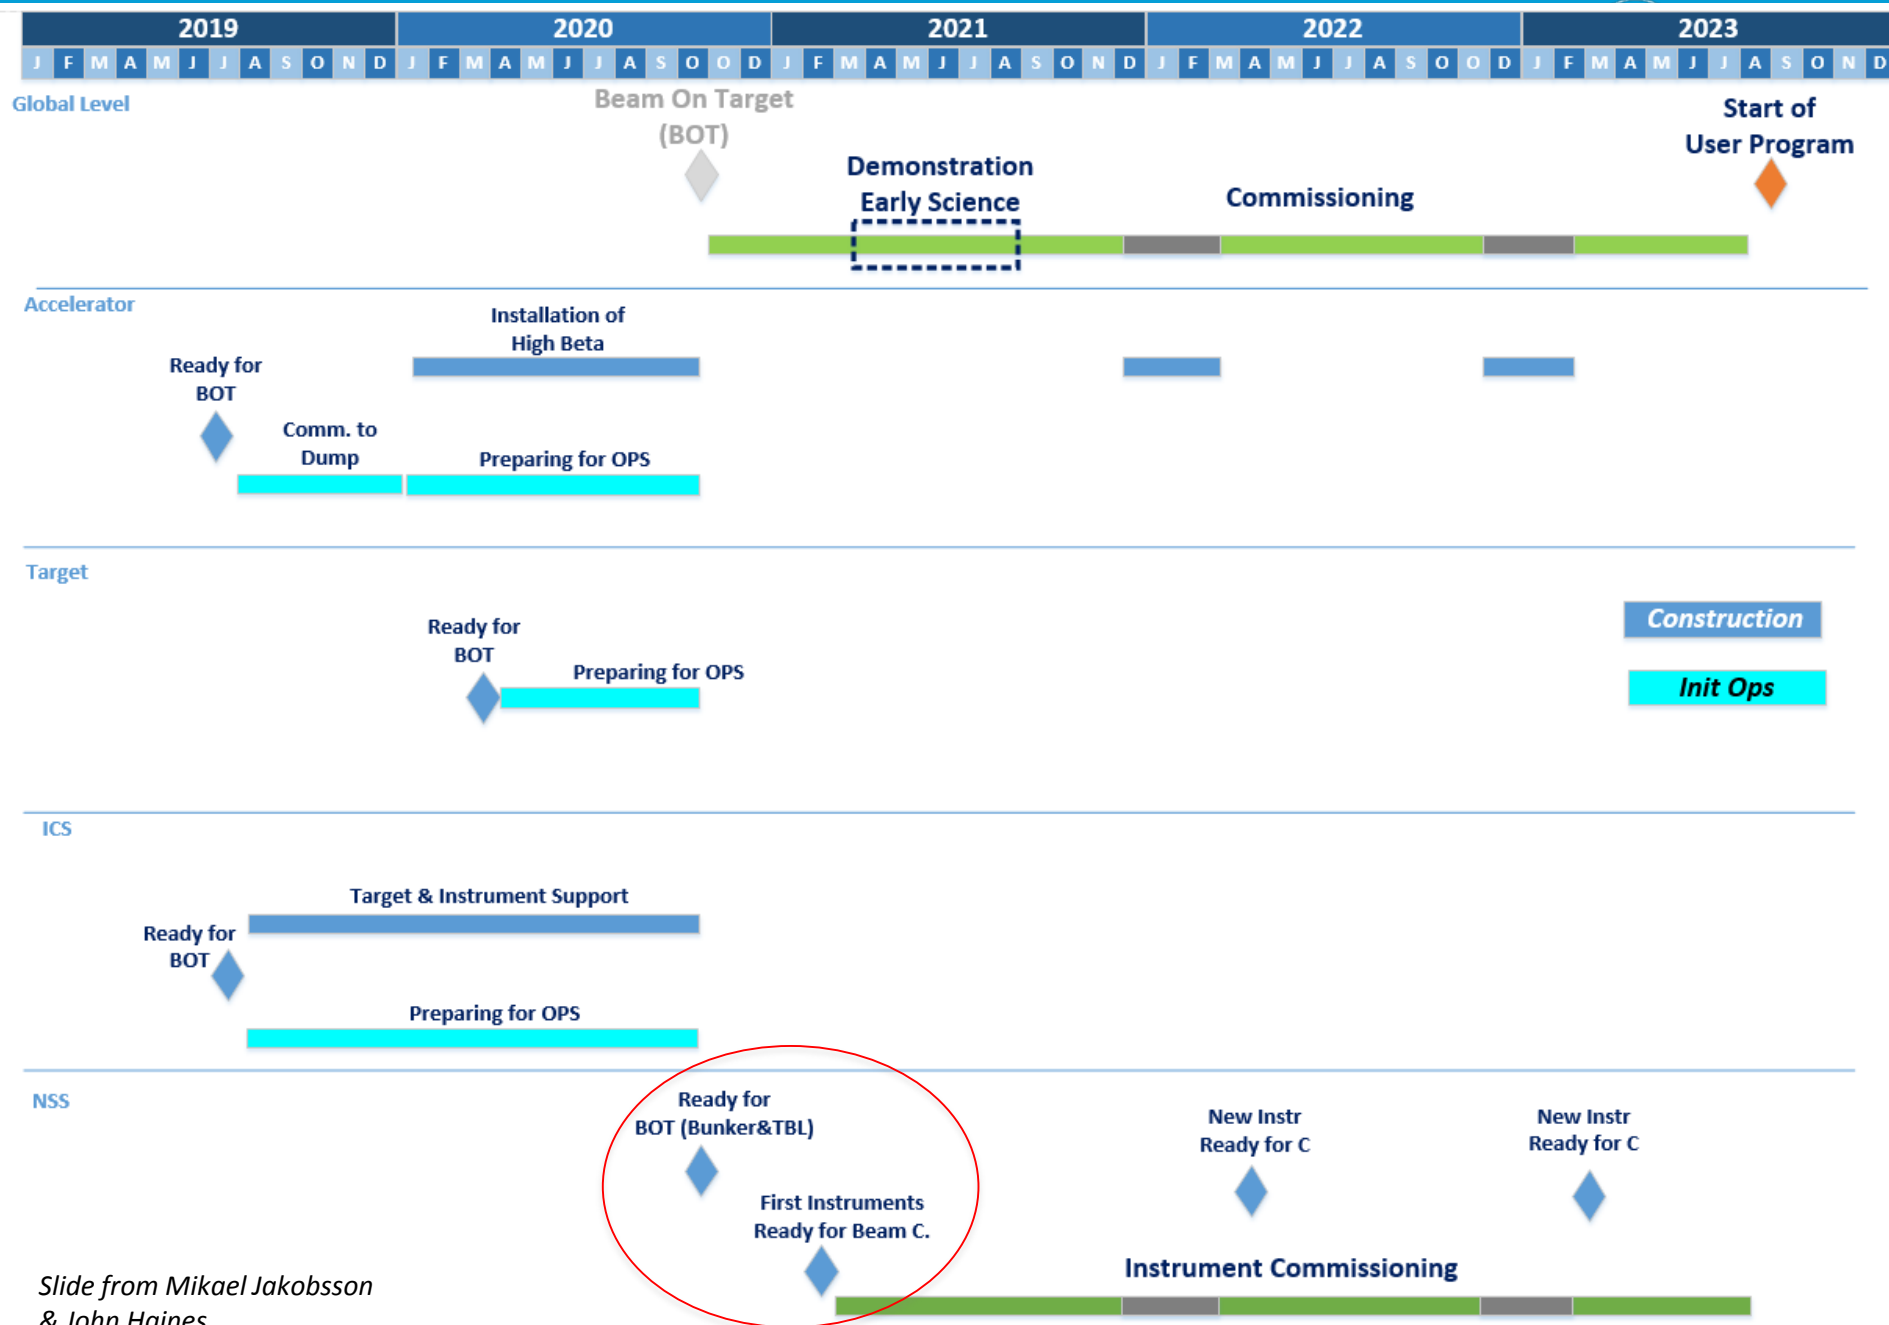 2019 2020 2021 2022 2023
J F M A M J J A S O N D J F M A M J J A S O O D J F M A M J J A S O N D J F M A M J J A S O O D J F M A M J J A S O N D
Global Level
Beam On Target
(BOT)
Demonstration
Early Science
Commissioning
Start of
User Program
Accelerator
Installation of
High Beta
Ready for
BOT
Comm. to
Dump
Preparing for OPS
Target
Ready for
BOT
Preparing for OPS
Construction
Init Ops
ICS
Target & Instrument Support
Ready for
BOT
Preparing for OPS
NSS
Ready for
BOT (Bunker&TBL)
First Instruments
Ready for Beam C.
New Instr
Ready for C
New Instr
Ready for C
Instrument Commissioning
Slide from Mikael Jakobsson
& John Haines